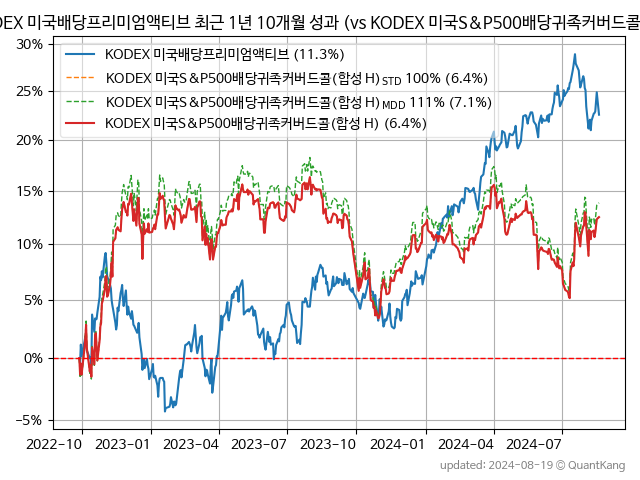 DEX 미국배당프리미엄액티브 최근 1년 10개월 성과 (vs KODEX 미국S&P500배당귀족커버드콜
30%
25%
20%
15%
10%
5%
0%
−5%
KODEX 미국배당프리미엄액티브 (11.3%)
KODEX 미국S&P500배당귀족커버드콜(합성 H) STD 100% (6.4%)
KODEX 미국S&P500배당귀족커버드콜(합성 H) MDD 111% (7.1%)
KODEX 미국S&P500배당귀족커버드콜(합성 H) (6.4%)
2022-10 2023-01 2023-04 2023-07 2023-10 2024-01 2024-04 2024-07
updated: 2024-08-19 © QuantKang